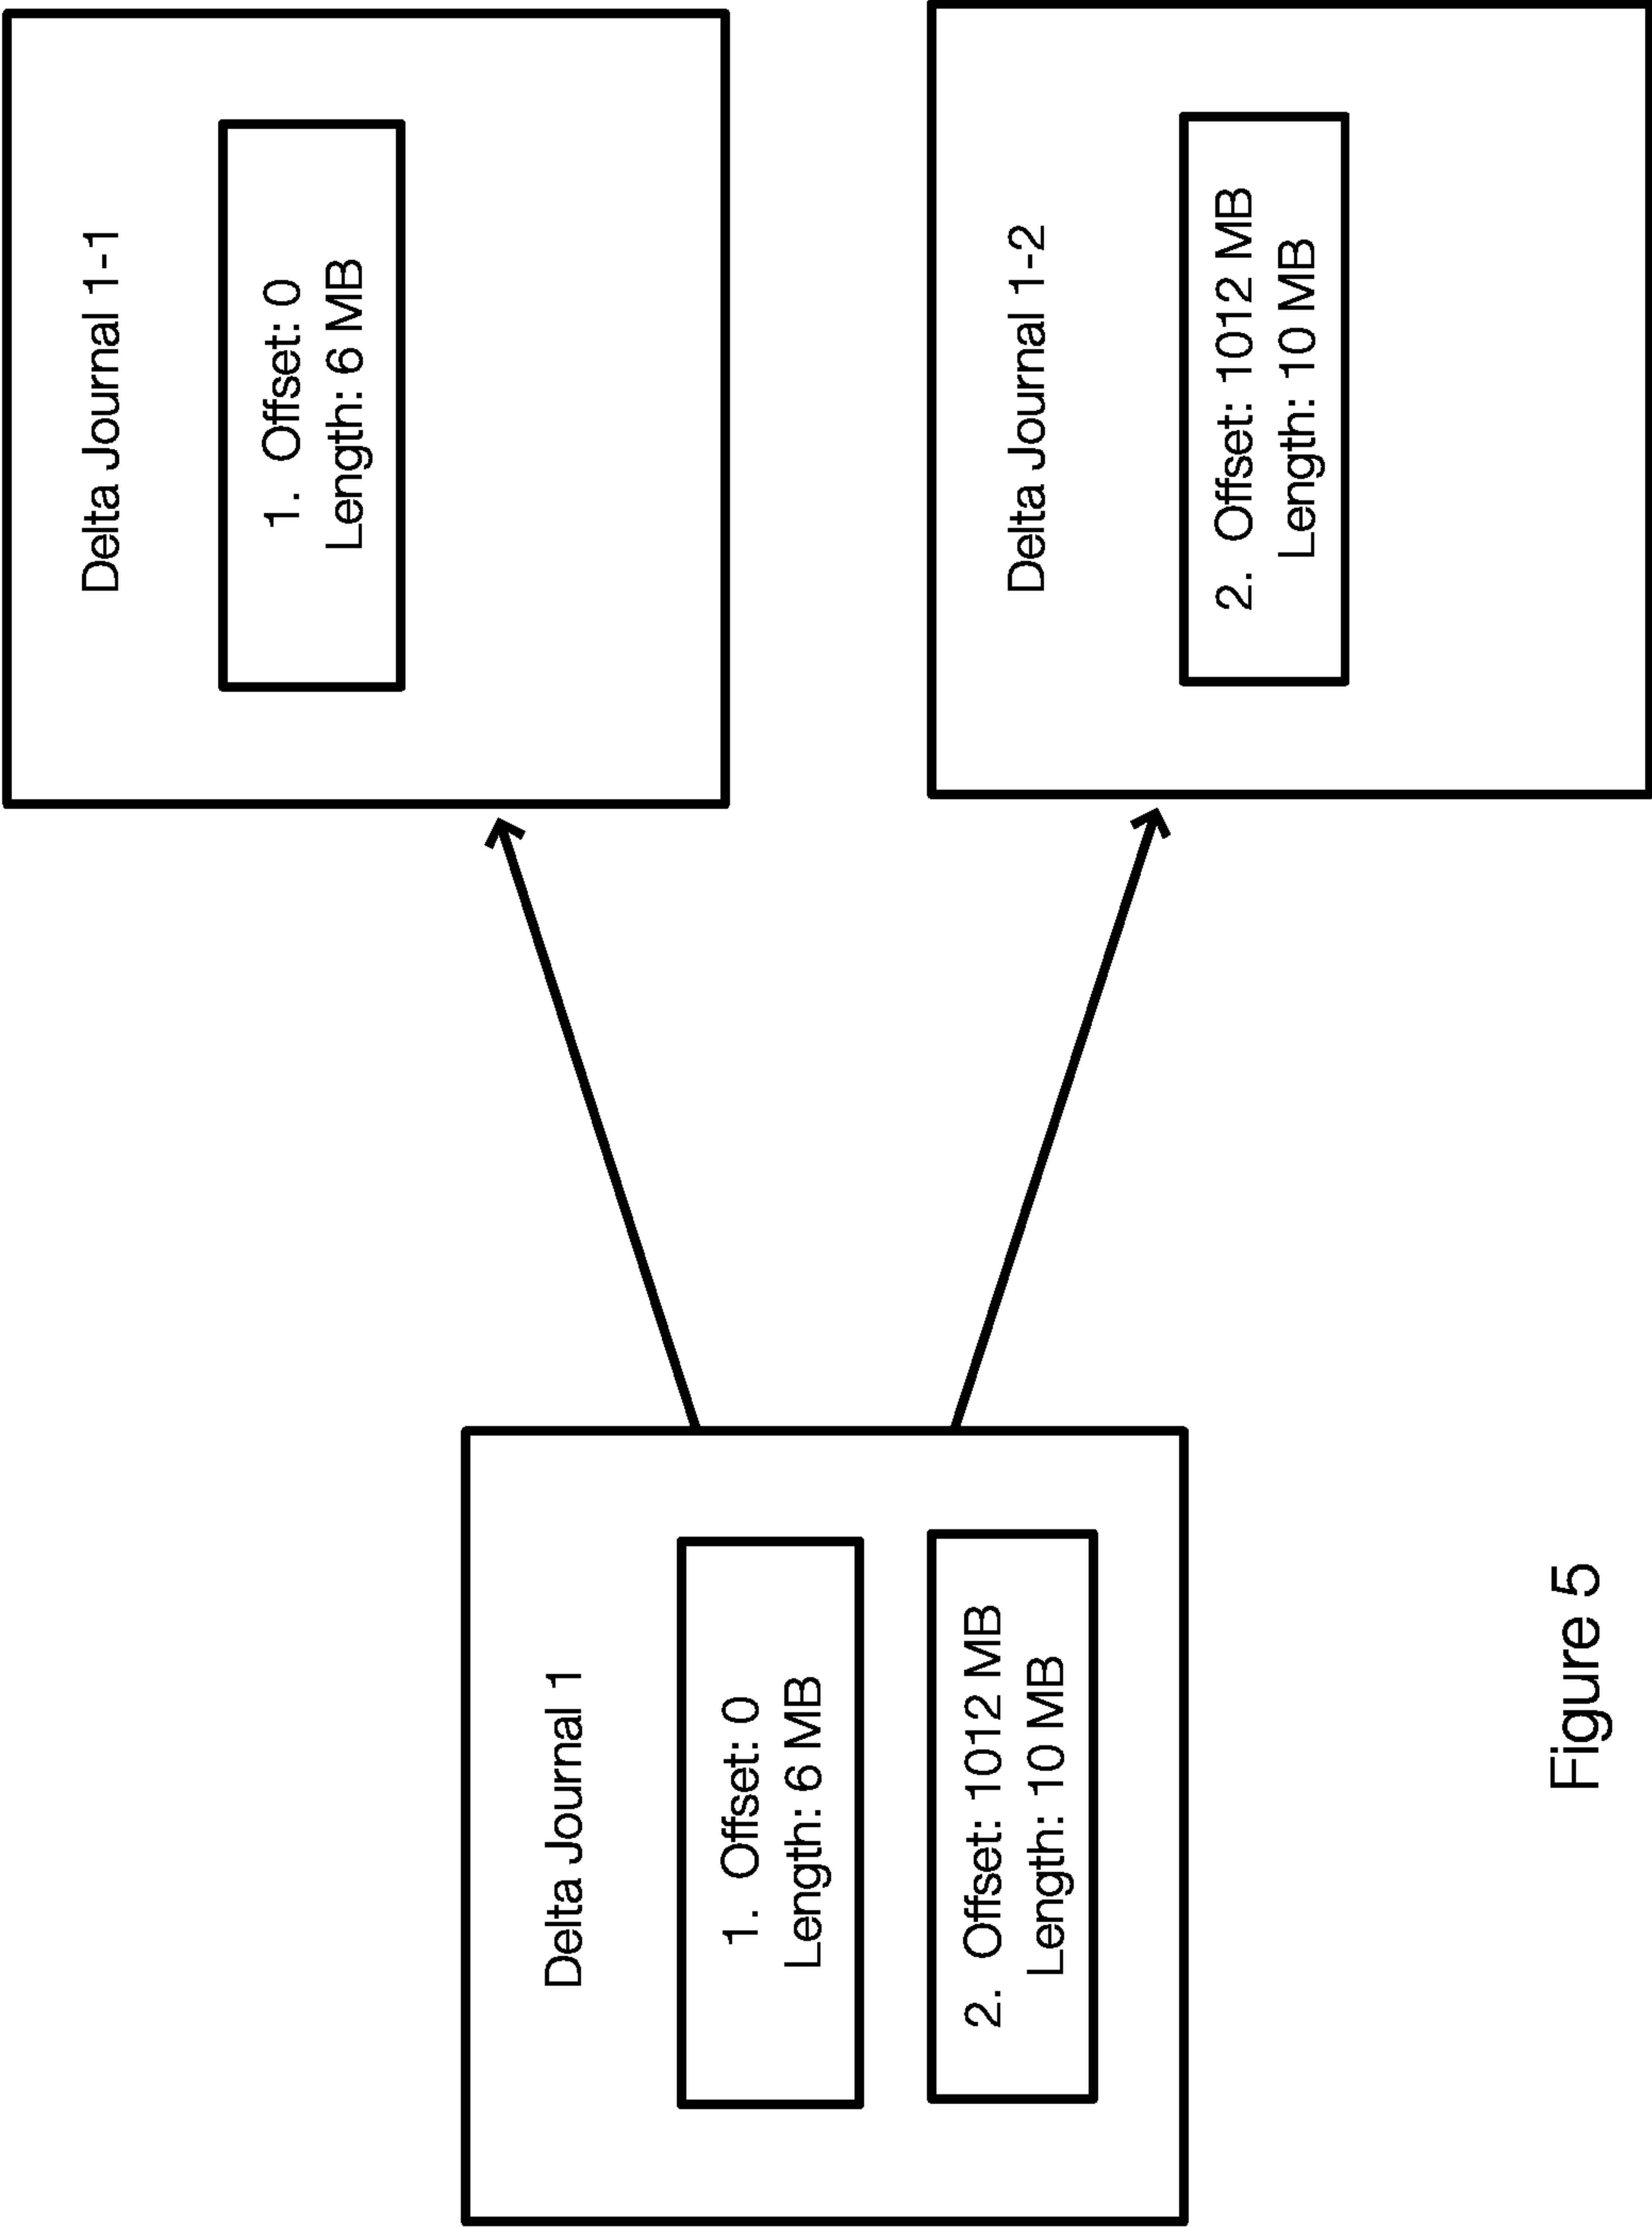 Delta Journal 1
1. Offset: 0
Length: 6 MB
2. Offset: 1012 MB
Length: 10 MB
Delta Journal 1-1
1. Offset: 0
Length: 6 MB
Delta Journal 1-2
2. Offset: 1012 MB
Length: 10 MB
Figure 5